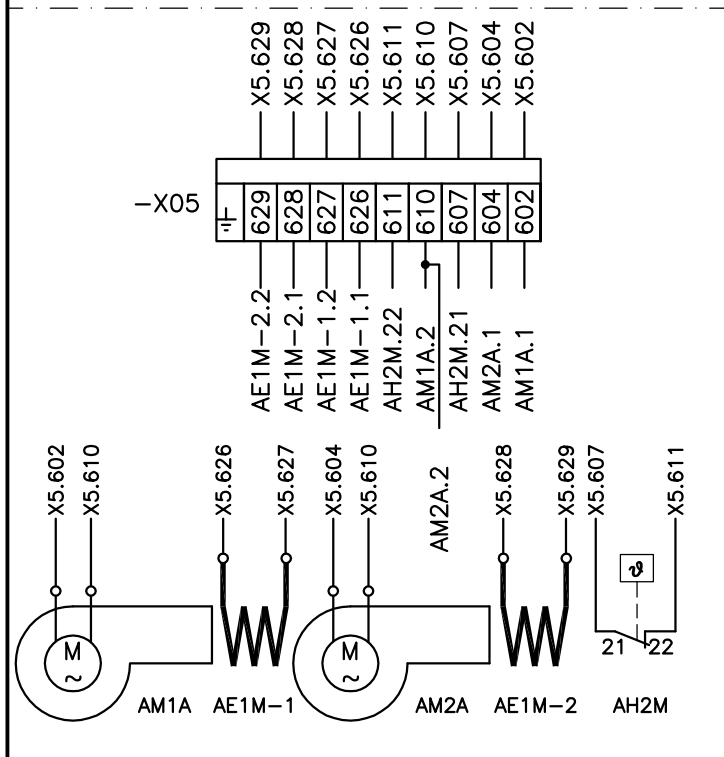 X5.629 X5.628 X5.627 X5.626 X5.611 X5.610 X5.607 X5.604 X5.602
-X05 629 628 627 626 611 610 607 604 602
AE1M-2.2 AE1M-2.1 AE1M-1.2 AE1M-1.1 AH2M.22 AM1A.2 AH2M.21 AM2A.1 AM1A.1
AM2A.2
X5.602 X5.610 X5.626 X5.627 X5.604 X5.610 X5.628 X5.629 X5.607 X5.611
ϑ
M ~ M ~ 21 22
AM1A AE1M-1 AM2A AE1M-2 AH2M